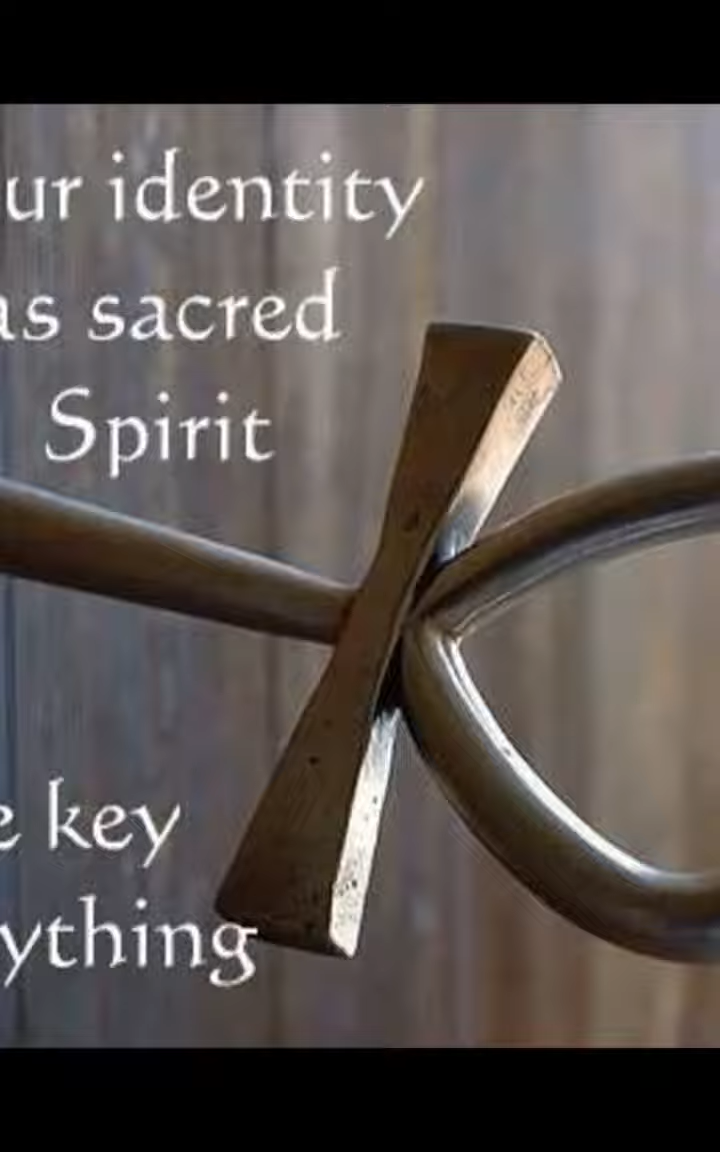 ur identity
as sacred
Spirit
e key
ything